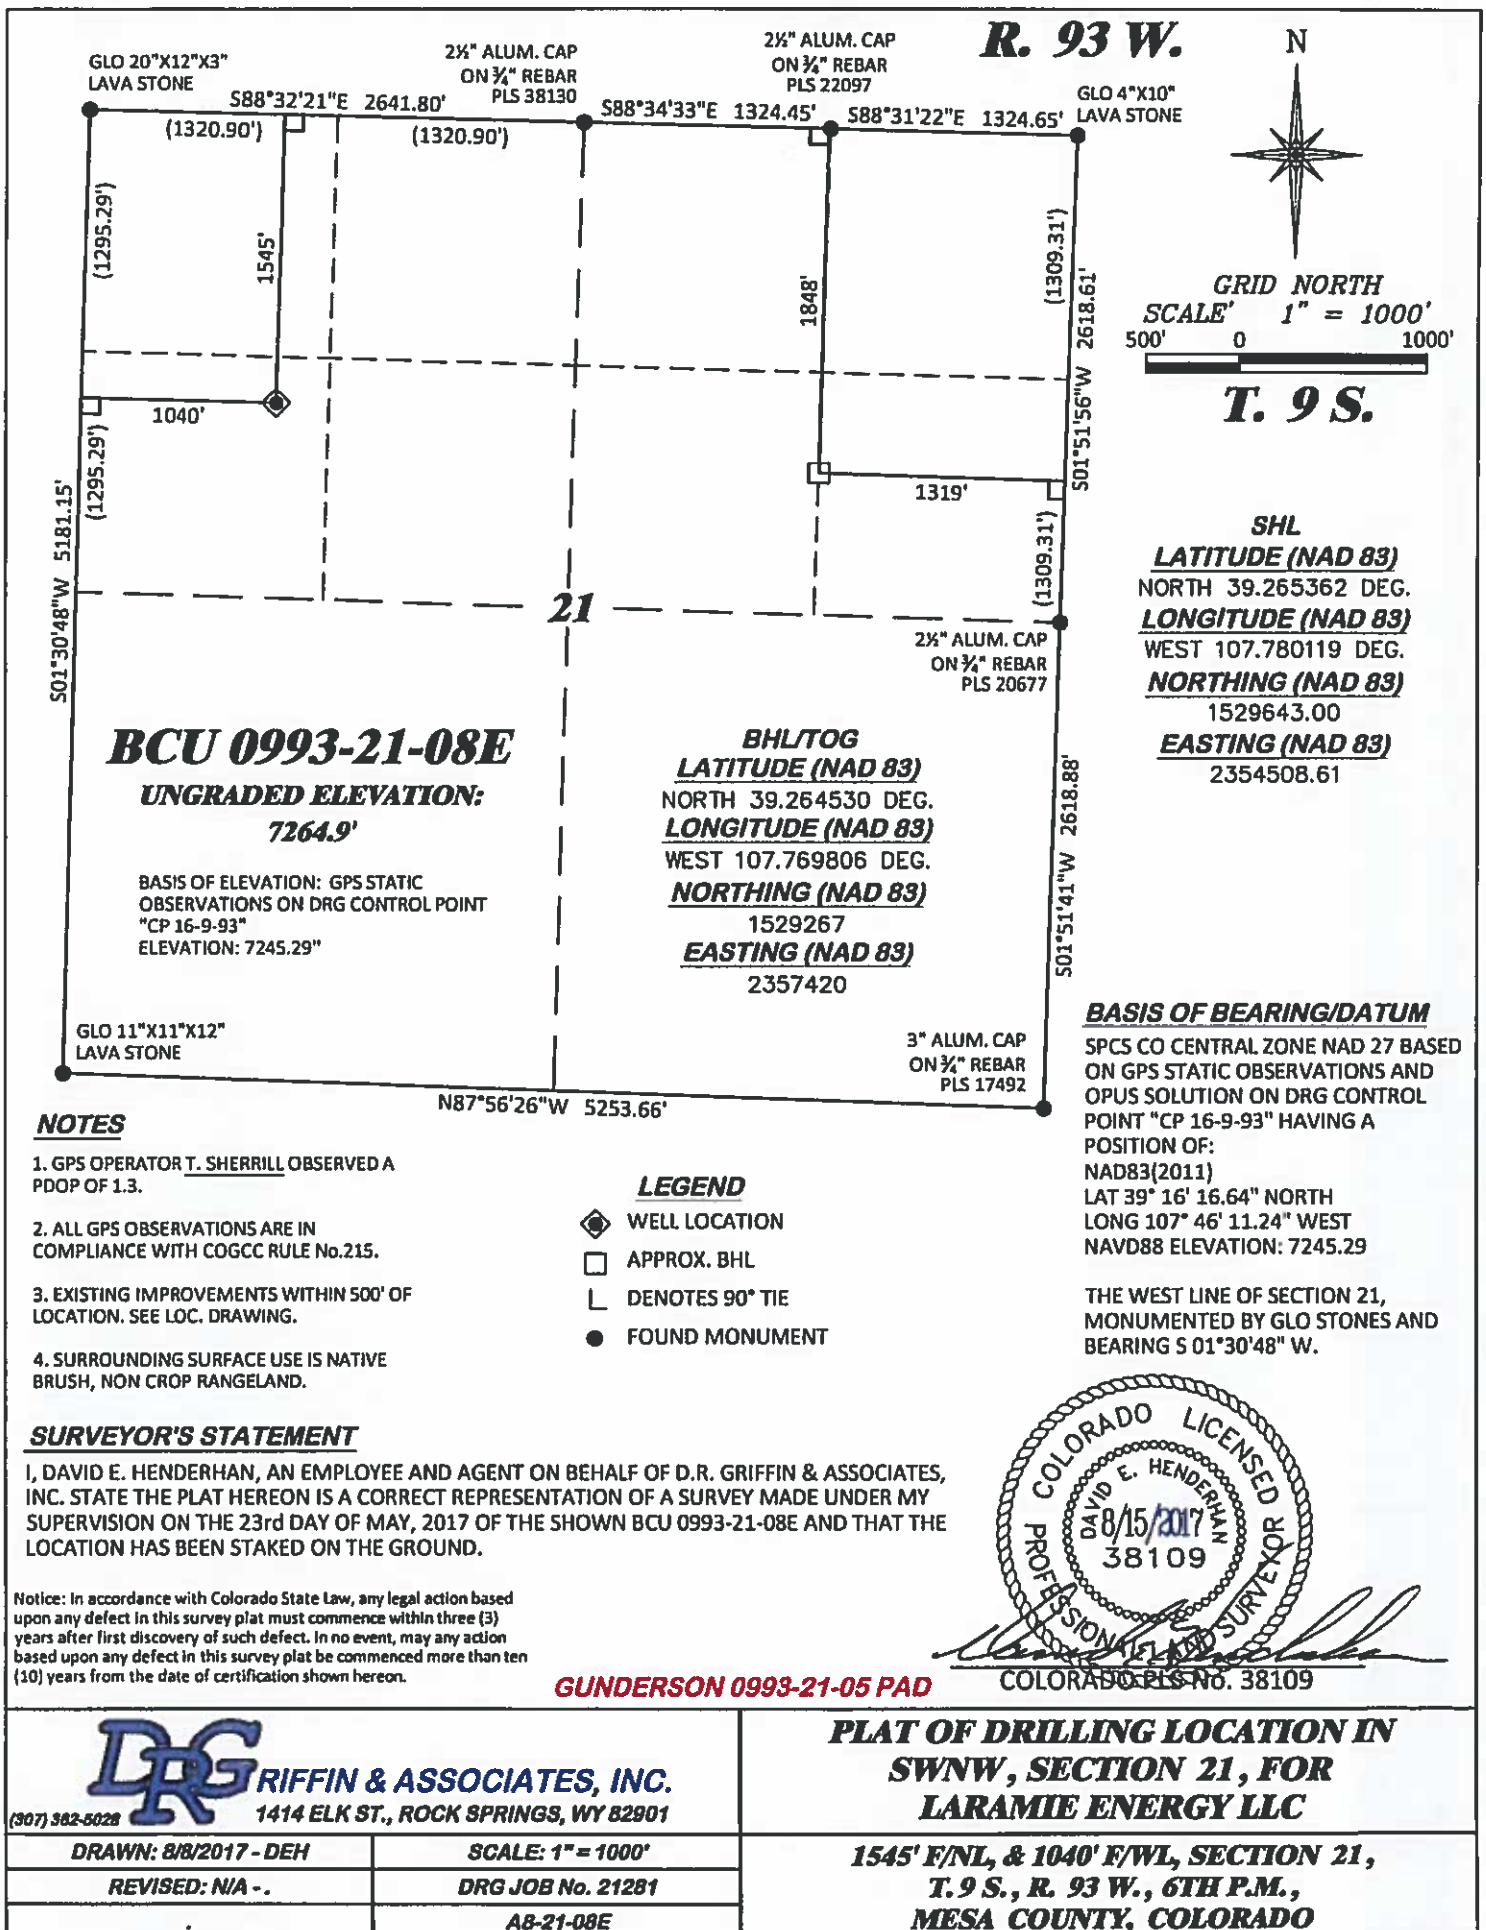 R. 93 W.
N
GLO 20"X12"X3"
LAVA STONE
2½" ALUM. CAP
ON ¾" REBAR
PLS 38130
2½" ALUM. CAP
ON ¾" REBAR
PLS 22097
GLO 4"X10"
LAVA STONE
S88°32'21"E 2641.80'
S88°34'33"E 1324.45'
S88°31'22"E 1324.65'
(1320.90')
(1320.90')
(1295.29')
1545'
1848'
(1309.31')
S01°51'56"W 2618.61'
GRID NORTH
SCALE' 1" = 1000'
500' 0 1000'
T. 9 S.
1040'
(1295.29')
1319'
(1309.31')
S01°30'48"W 5181.15'
21
2½" ALUM. CAP
ON ¾" REBAR
PLS 20677
SHL
LATITUDE (NAD 83)
NORTH 39.265362 DEG.
LONGITUDE (NAD 83)
WEST 107.780119 DEG.
NORTHING (NAD 83)
1529643.00
EASTING (NAD 83)
2354508.61
BCU 0993-21-08E
UNGRADED ELEVATION:
7264.9'
BASIS OF ELEVATION: GPS STATIC
OBSERVATIONS ON DRG CONTROL POINT
"CP 16-9-93"
ELEVATION: 7245.29"
BHL/TOG
LATITUDE (NAD 83)
NORTH 39.264530 DEG.
LONGITUDE (NAD 83)
WEST 107.769806 DEG.
NORTHING (NAD 83)
1529267
EASTING (NAD 83)
2357420
S01°51'41"W 2618.88'
GLO 11"X11"X12"
LAVA STONE
3" ALUM. CAP
ON ¾" REBAR
PLS 17492
N87°56'26"W 5253.66'
BASIS OF BEARING/DATUM
SPCS CO CENTRAL ZONE NAD 27 BASED
ON GPS STATIC OBSERVATIONS AND
OPUS SOLUTION ON DRG CONTROL
POINT "CP 16-9-93" HAVING A
POSITION OF:
NAD83(2011)
LAT 39° 16' 16.64" NORTH
LONG 107° 46' 11.24" WEST
NAVD88 ELEVATION: 7245.29
THE WEST LINE OF SECTION 21,
MONUMENTED BY GLO STONES AND
BEARING S 01°30'48" W.
NOTES
1. GPS OPERATOR T. SHERRILL OBSERVED A
PDOP OF 1.3.
2. ALL GPS OBSERVATIONS ARE IN
COMPLIANCE WITH COGCC RULE No.215.
3. EXISTING IMPROVEMENTS WITHIN 500' OF
LOCATION. SEE LOC. DRAWING.
4. SURROUNDING SURFACE USE IS NATIVE
BRUSH, NON CROP RANGELAND.
LEGEND
WELL LOCATION
APPROX. BHL
DENOTES 90° TIE
FOUND MONUMENT
SURVEYOR'S STATEMENT
I, DAVID E. HENDERHAN, AN EMPLOYEE AND AGENT ON BEHALF OF D.R. GRIFFIN & ASSOCIATES,
INC. STATE THE PLAT HEREON IS A CORRECT REPRESENTATION OF A SURVEY MADE UNDER MY
SUPERVISION ON THE 23rd DAY OF MAY, 2017 OF THE SHOWN BCU 0993-21-08E AND THAT THE
LOCATION HAS BEEN STAKED ON THE GROUND.
COLORADO LICENSED
PROFESSIONAL LAND SURVEYOR
DAVID E. HENDERHAN
8/15/2017
38109
COLORADO PLS No. 38109
Notice: In accordance with Colorado State Law, any legal action based
upon any defect in this survey plat must commence within three (3)
years after first discovery of such defect. In no event, may any action
based upon any defect in this survey plat be commenced more than ten
(10) years from the date of certification shown hereon.
GUNDERSON 0993-21-05 PAD
DRG RIFFIN & ASSOCIATES, INC.
(307) 362-5028
1414 ELK ST., ROCK SPRINGS, WY 82901
PLAT OF DRILLING LOCATION IN
SWNW, SECTION 21, FOR
LARAMIE ENERGY LLC
DRAWN: 8/8/2017 - DEH
SCALE: 1" = 1000'
REVISED: N/A - .
DRG JOB No. 21281
.
A8-21-08E
1545' F/NL, & 1040' F/WL, SECTION 21,
T. 9 S., R. 93 W., 6TH P.M.,
MESA COUNTY, COLORADO